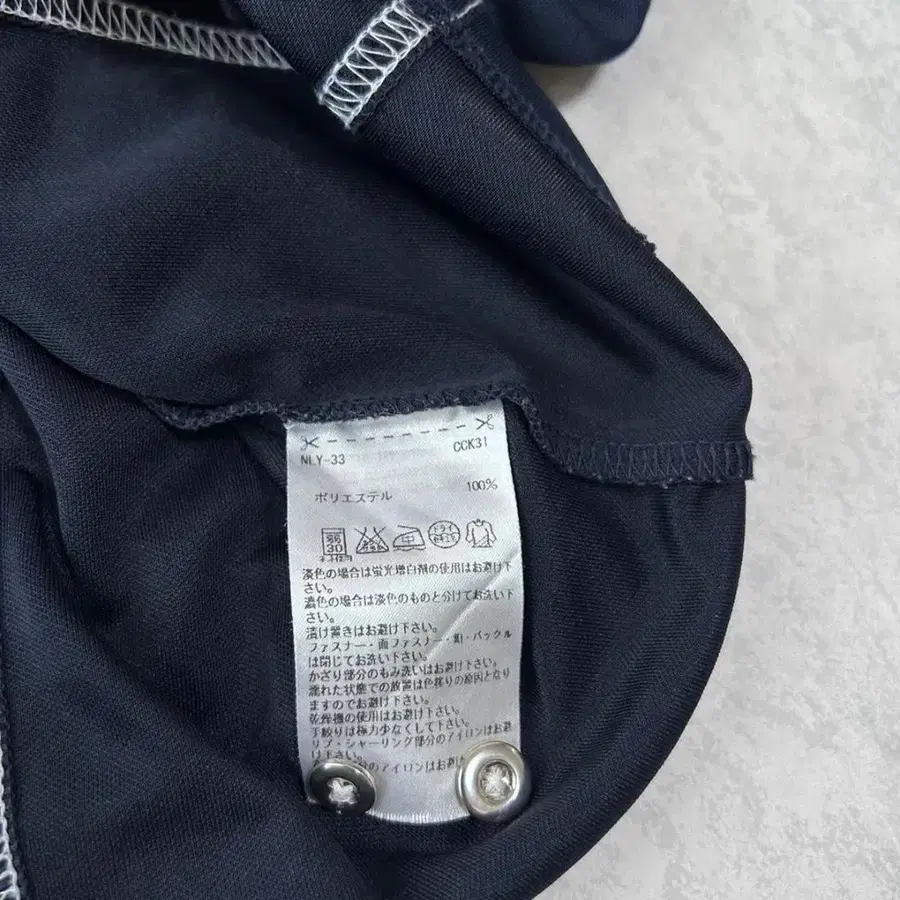 NLY-33 CCK31
ポリエステル 100%
30
ドライ
淡色の場合は蛍光増白剤の使用はお避け下
さい。
濃色の場合は淡色のものと分けてお洗い下
さい。
漬け置きはお避け下さい。
ファスナー・面ファスナー・釦・バックル
は閉じてお洗い下さい。
かざり部分のもみ洗いはお避け下さい。
濡れた状態での放置は色移りの原因となり
ますのでお避け下さい。
乾燥機の使用はお避け下さい。
手絞りは極力少なくして下さい。
リブ・シャーリング部分のアイロンはお避
け下さい。
分のアイロンはお避け